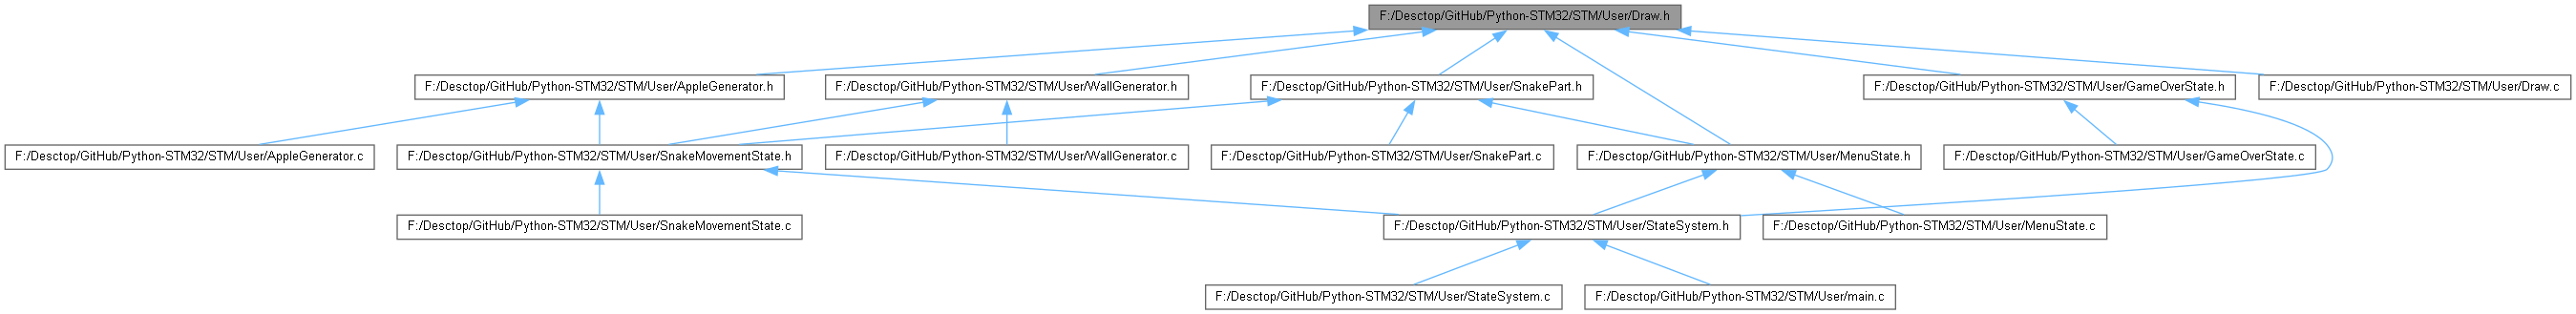 F:/Desctop/GitHub/Python-STM32/STM/User/Draw.h
F:/Desctop/GitHub/Python-STM32/STM/User/AppleGenerator.h
F:/Desctop/GitHub/Python-STM32/STM/User/WallGenerator.h
F:/Desctop/GitHub/Python-STM32/STM/User/SnakePart.h
F:/Desctop/GitHub/Python-STM32/STM/User/GameOverState.h
F:/Desctop/GitHub/Python-STM32/STM/User/Draw.c
F:/Desctop/GitHub/Python-STM32/STM/User/AppleGenerator.c
F:/Desctop/GitHub/Python-STM32/STM/User/SnakeMovementState.h
F:/Desctop/GitHub/Python-STM32/STM/User/WallGenerator.c
F:/Desctop/GitHub/Python-STM32/STM/User/SnakePart.c
F:/Desctop/GitHub/Python-STM32/STM/User/MenuState.h
F:/Desctop/GitHub/Python-STM32/STM/User/GameOverState.c
F:/Desctop/GitHub/Python-STM32/STM/User/SnakeMovementState.c
F:/Desctop/GitHub/Python-STM32/STM/User/StateSystem.h
F:/Desctop/GitHub/Python-STM32/STM/User/MenuState.c
F:/Desctop/GitHub/Python-STM32/STM/User/StateSystem.c
F:/Desctop/GitHub/Python-STM32/STM/User/main.c